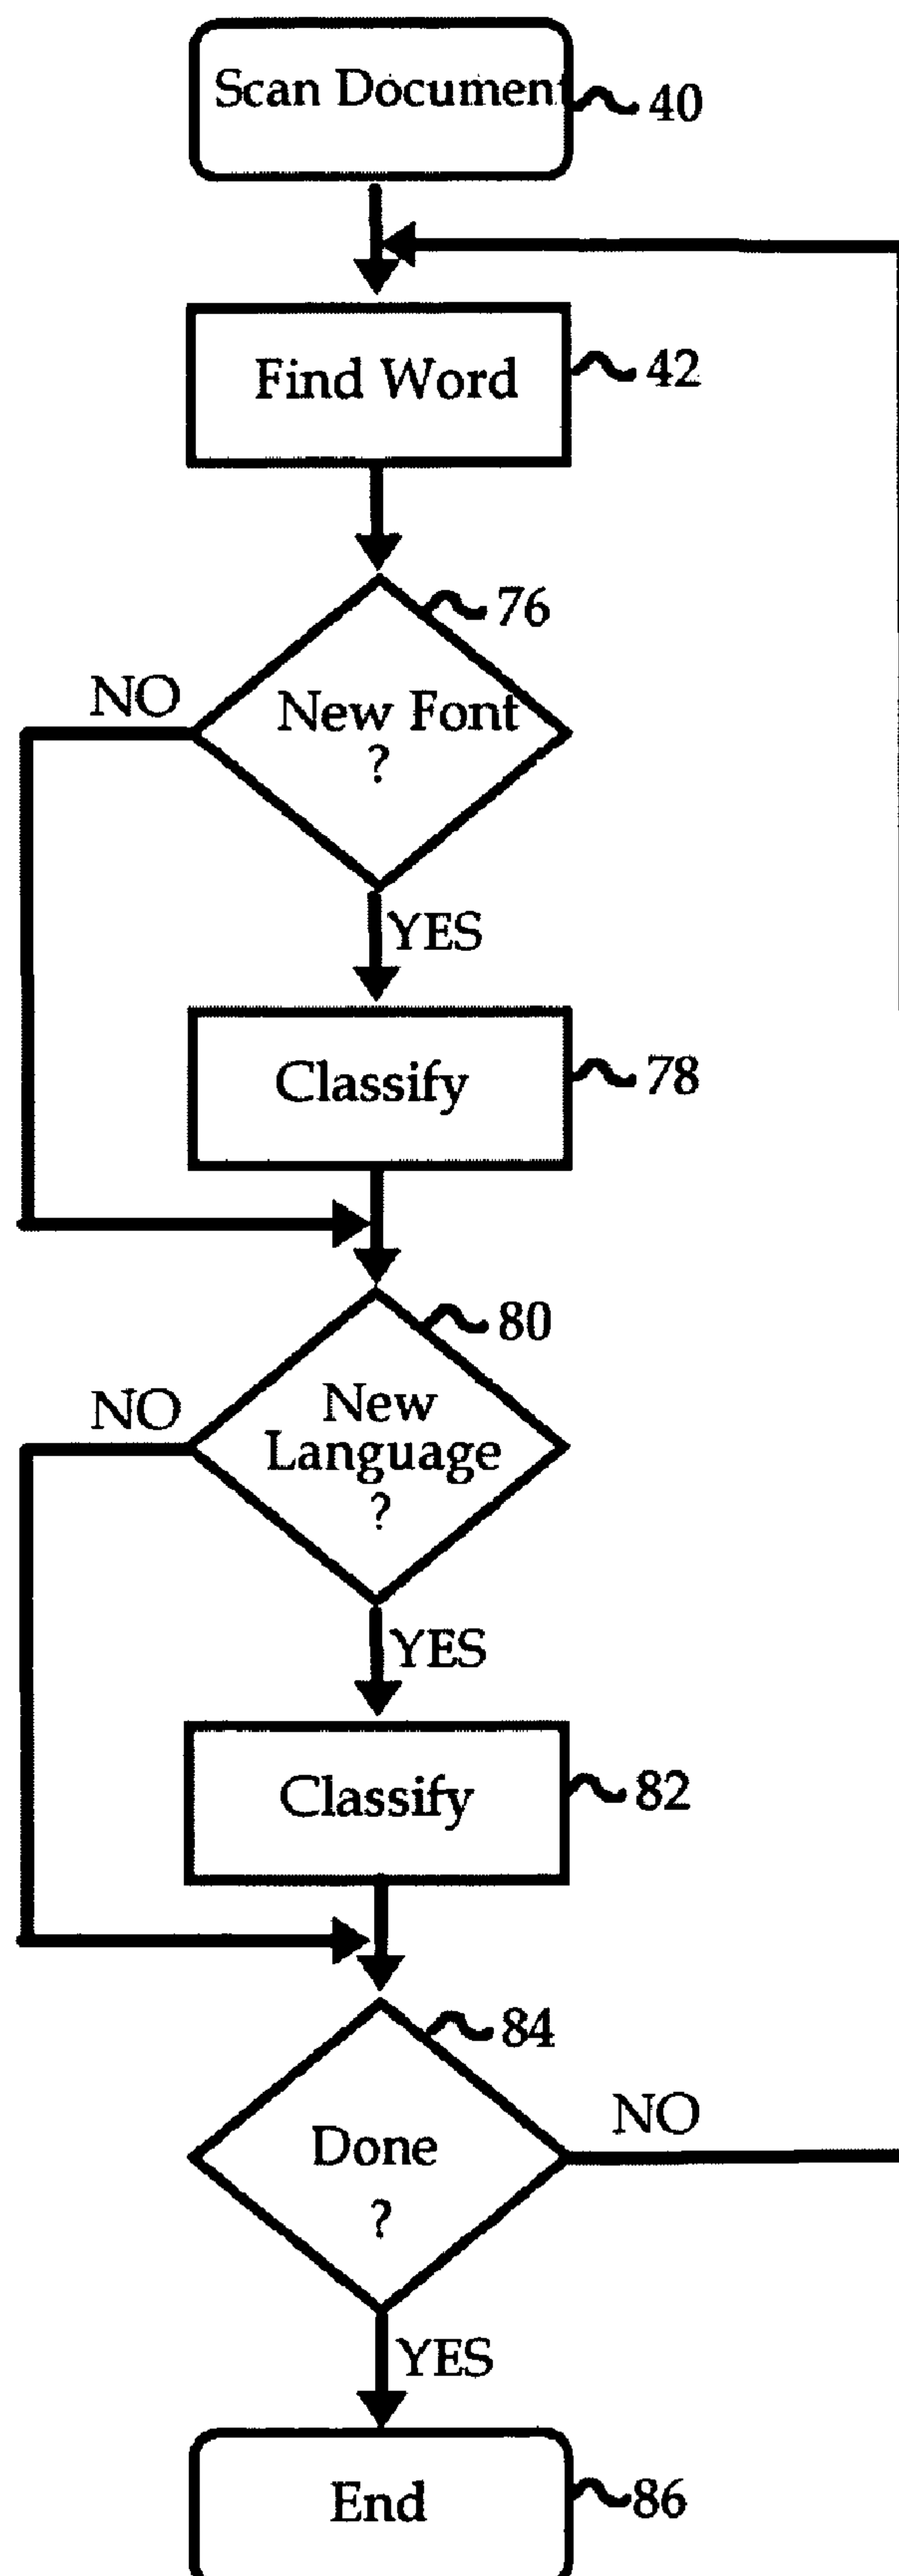 Scan Document
40
Find Word
42
76
NO
New Font
?
YES
Classify
78
80
NO
New
Language
?
YES
Classify
82
84
NO
Done
?
YES
End
86